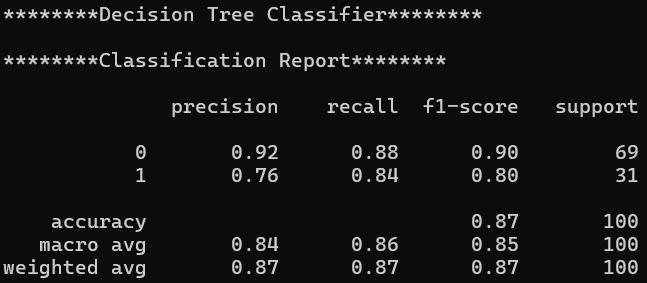 ********Decision Tree Classifier********
********Classification Report********
precision recall f1-score support
0 0.92 0.88 0.90 69
1 0.76 0.84 0.80 31
accuracy 0.87 100
macro avg 0.84 0.86 0.85 100
weighted avg 0.87 0.87 0.87 100